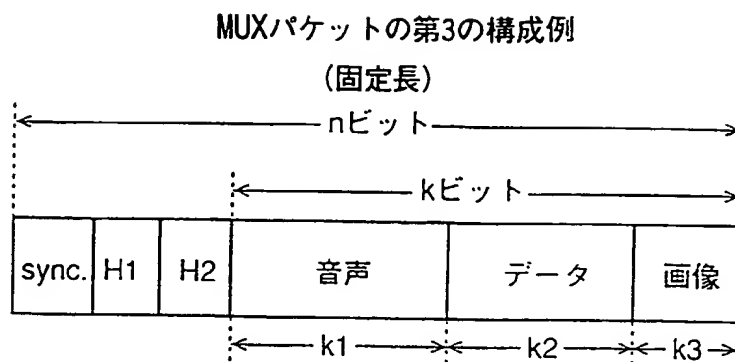 MUXパケットの第3の構成例
(固定長)
nビット
kビット
sync. H1 H2 音声 データ 画像
k1 k2 k3